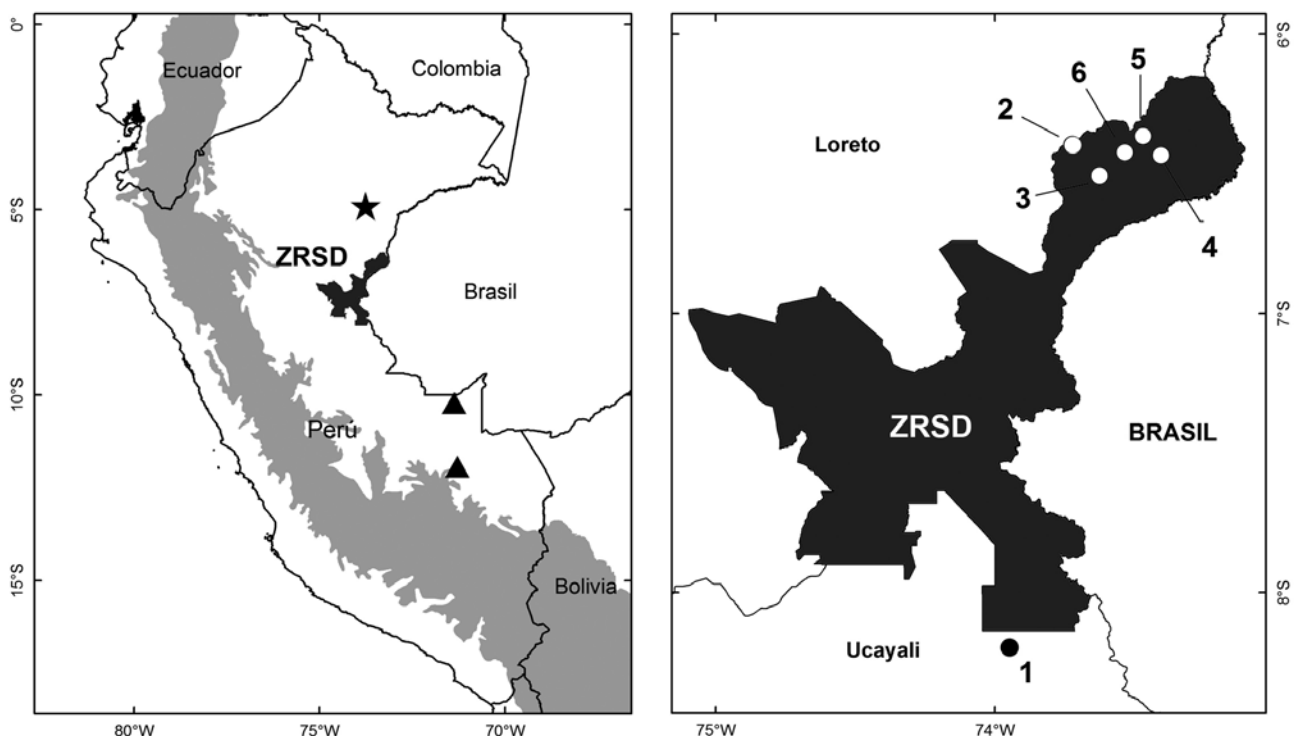 0°
Ecuador
Colombia
5°S
ZRSD
Brasil
10°S
Perú
15°S
Bolivia
80°W
75°W
70°W
6°S
5
6
2
Loreto
3
4
7°S
ZRSD
BRASIL
8°S
Ucayali
1
75°W
74°W